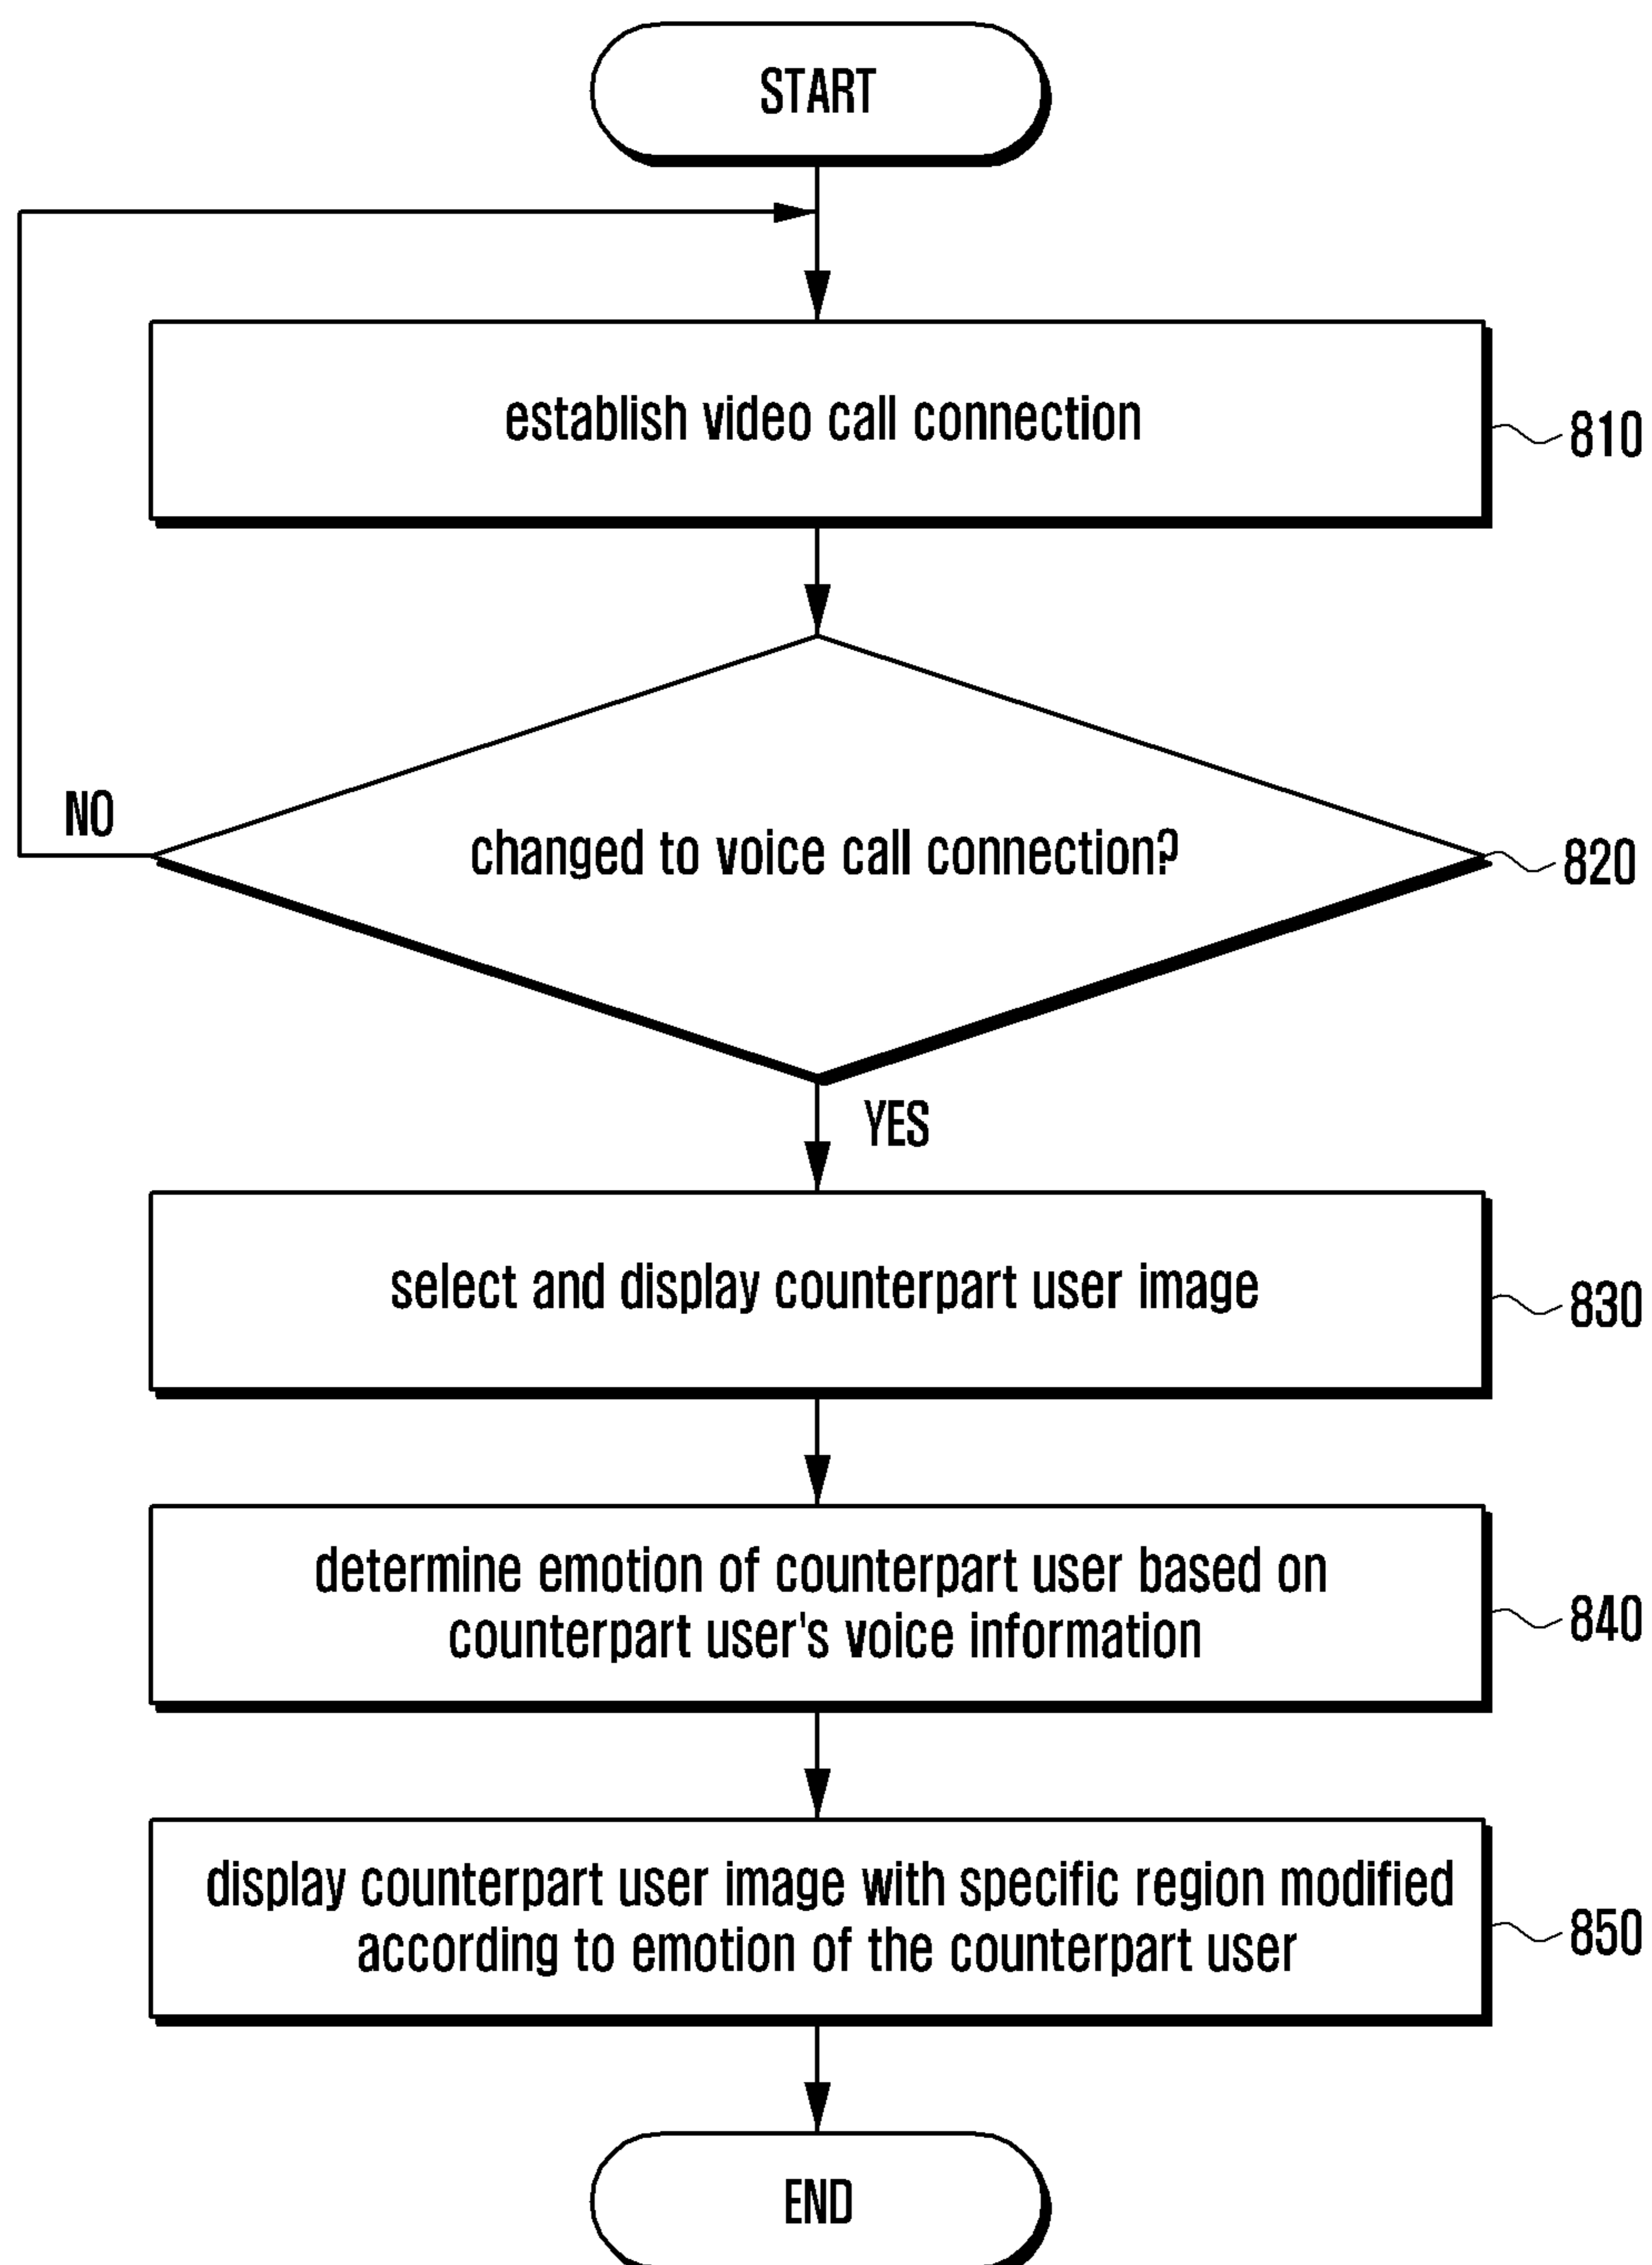 START
establish video call connection
810
changed to voice call connection?
820
NO
YES
select and display counterpart user image
830
determine emotion of counterpart user based on
counterpart user's voice information
840
display counterpart user image with specific region modified
according to emotion of the counterpart user
850
END